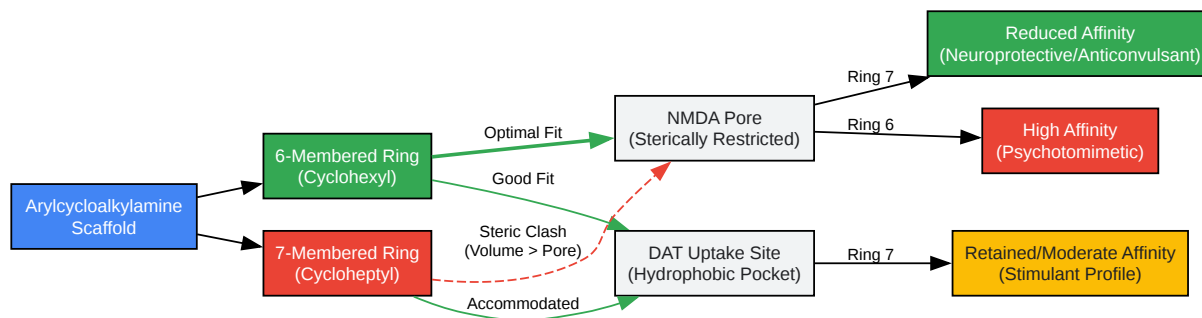 Arylcycloalkylamine
Scaffold
6-Membered Ring
(Cyclohexyl)
7-Membered Ring
(Cycloheptyl)
Optimal Fit
Good Fit
Steric Clash
(Volume > Pore)
Accommodated
NMDA Pore
(Sterically Restricted)
DAT Uptake Site
(Hydrophobic Pocket)
Ring 7
Ring 6
Ring 7
Reduced Affinity
(Neuroprotective/Anticonvulsant)
High Affinity
(Psychotomimetic)
Retained/Moderate Affinity
(Stimulant Profile)